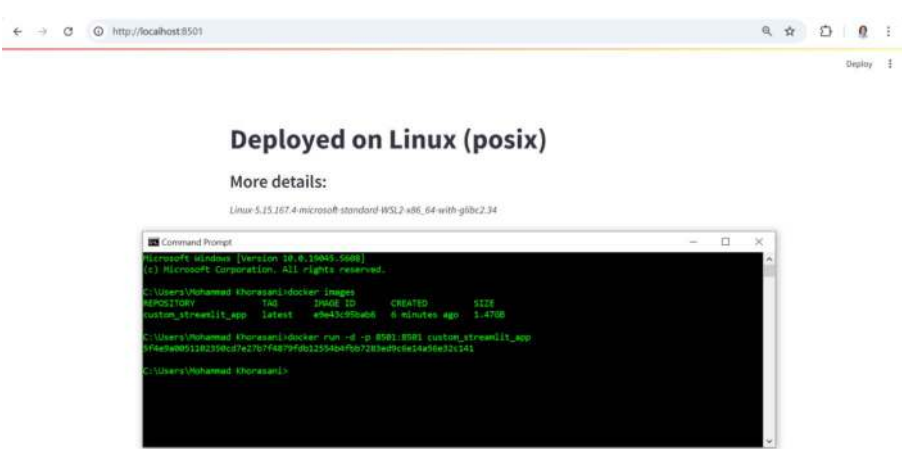 http://localhost:8501
Deploy
Deployed on Linux (posix)
More details:
Linux-5.15.167.4-microsoft-standard-WSL2-x86_64-with-glibc2.34
Command Prompt
Microsoft Windows [Version 10.0.19045.5608]
(c) Microsoft Corporation. All rights reserved.
C:\Users\Mohammad Khorasani>docker images
REPOSITORY TAG IMAGE ID CREATED SIZE
custom_streamlit_app latest e9e43c95bab6 6 minutes ago 1.47GB
C:\Users\Mohammad Khorasani>docker run -d -p 8501:8501 custom_streamlit_app
C:\Users\Mohammad Khorasani>